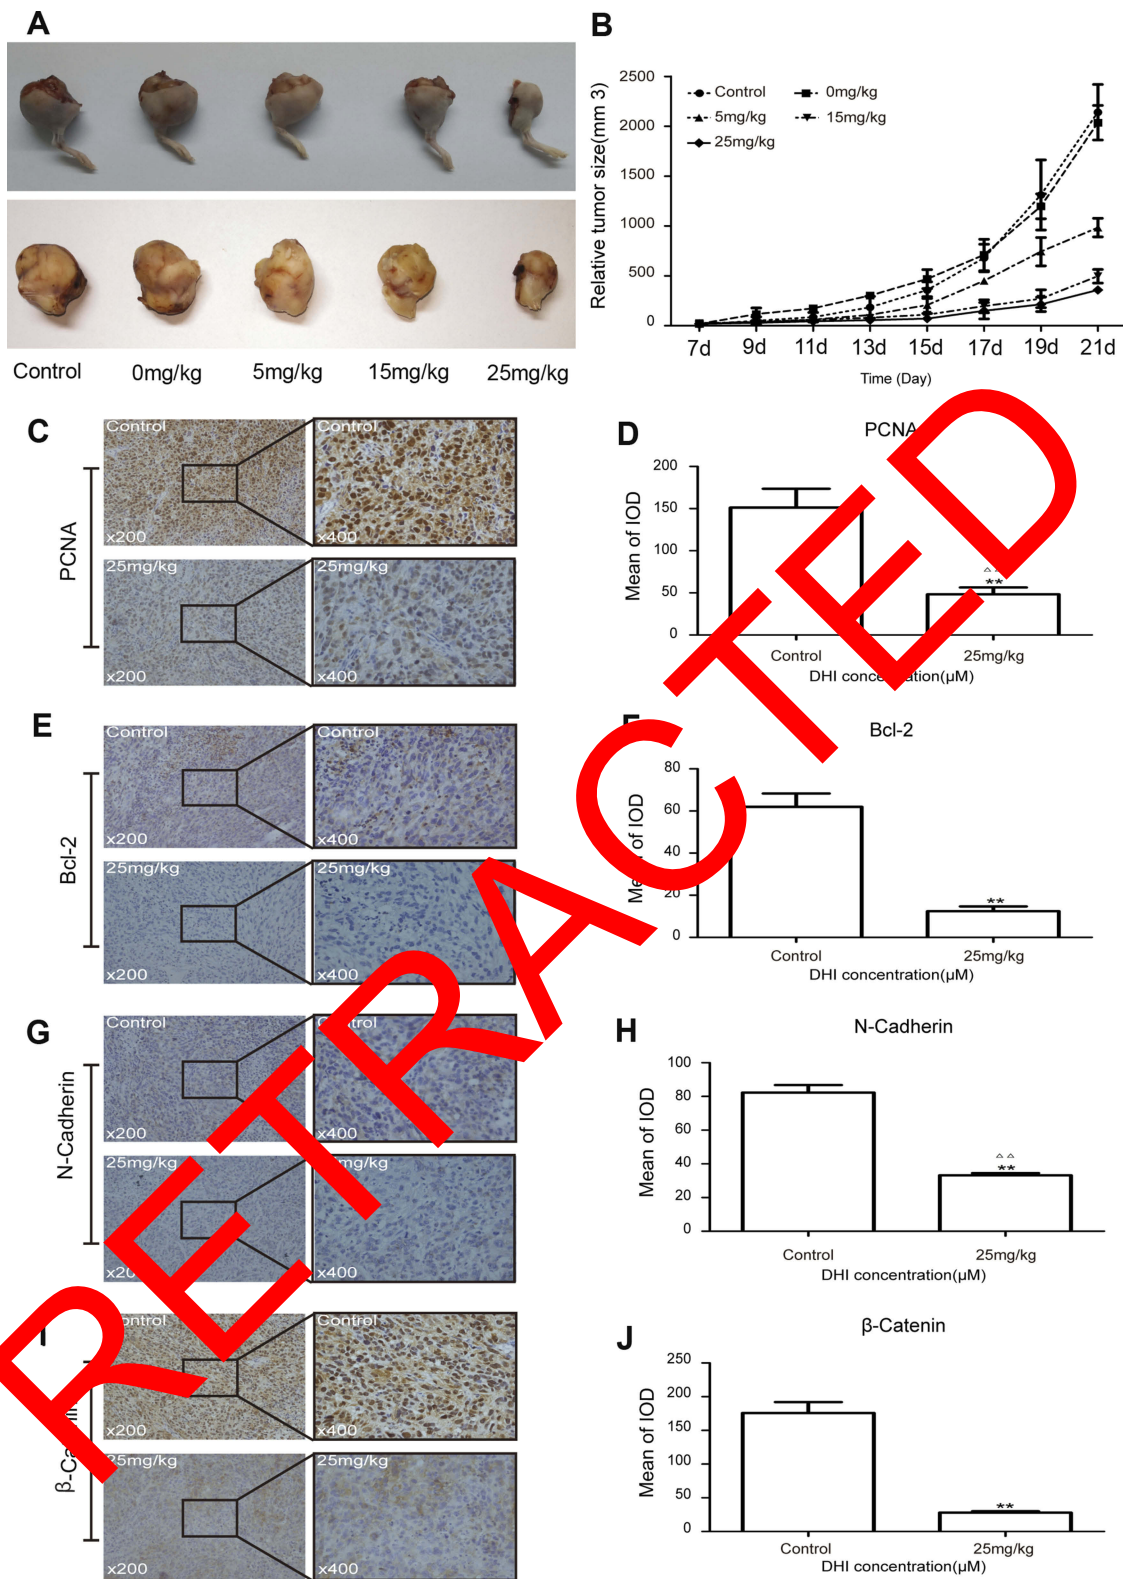 A
Control
0mg/kg
5mg/kg
15mg/kg
25mg/kg
B
Relative tumor size(mm 3)
2500
2000
1500
1000
500
0
Control
0mg/kg
5mg/kg
15mg/kg
25mg/kg
7d
9d
11d
13d
15d
17d
19d
21d
Time (Day)
C
PCNA
Control
x200
x400
25mg/kg
x200
25mg/kg
x400
D
PCNA
Mean of IOD
200
150
100
50
0
**
Control
25mg/kg
DHI concentration(μM)
E
Bcl-2
Control
x200
Control
x400
25mg/kg
x200
25mg/kg
x400
Bcl-2
80
60
40
20
0
**
Control
25mg/kg
DHI concentration(μM)
G
N-Cadherin
Control
x200
x400
25mg/kg
x400
H
N-Cadherin
Mean of IOD
100
80
60
40
20
0
△ △
**
Control
25mg/kg
DHI concentration(μM)
x200
Control
x400
25mg/kg
x200
25mg/kg
x400
J
β-Catenin
Mean of IOD
250
200
150
100
50
0
**
Control
25mg/kg
DHI concentration(μM)
RETRACTED